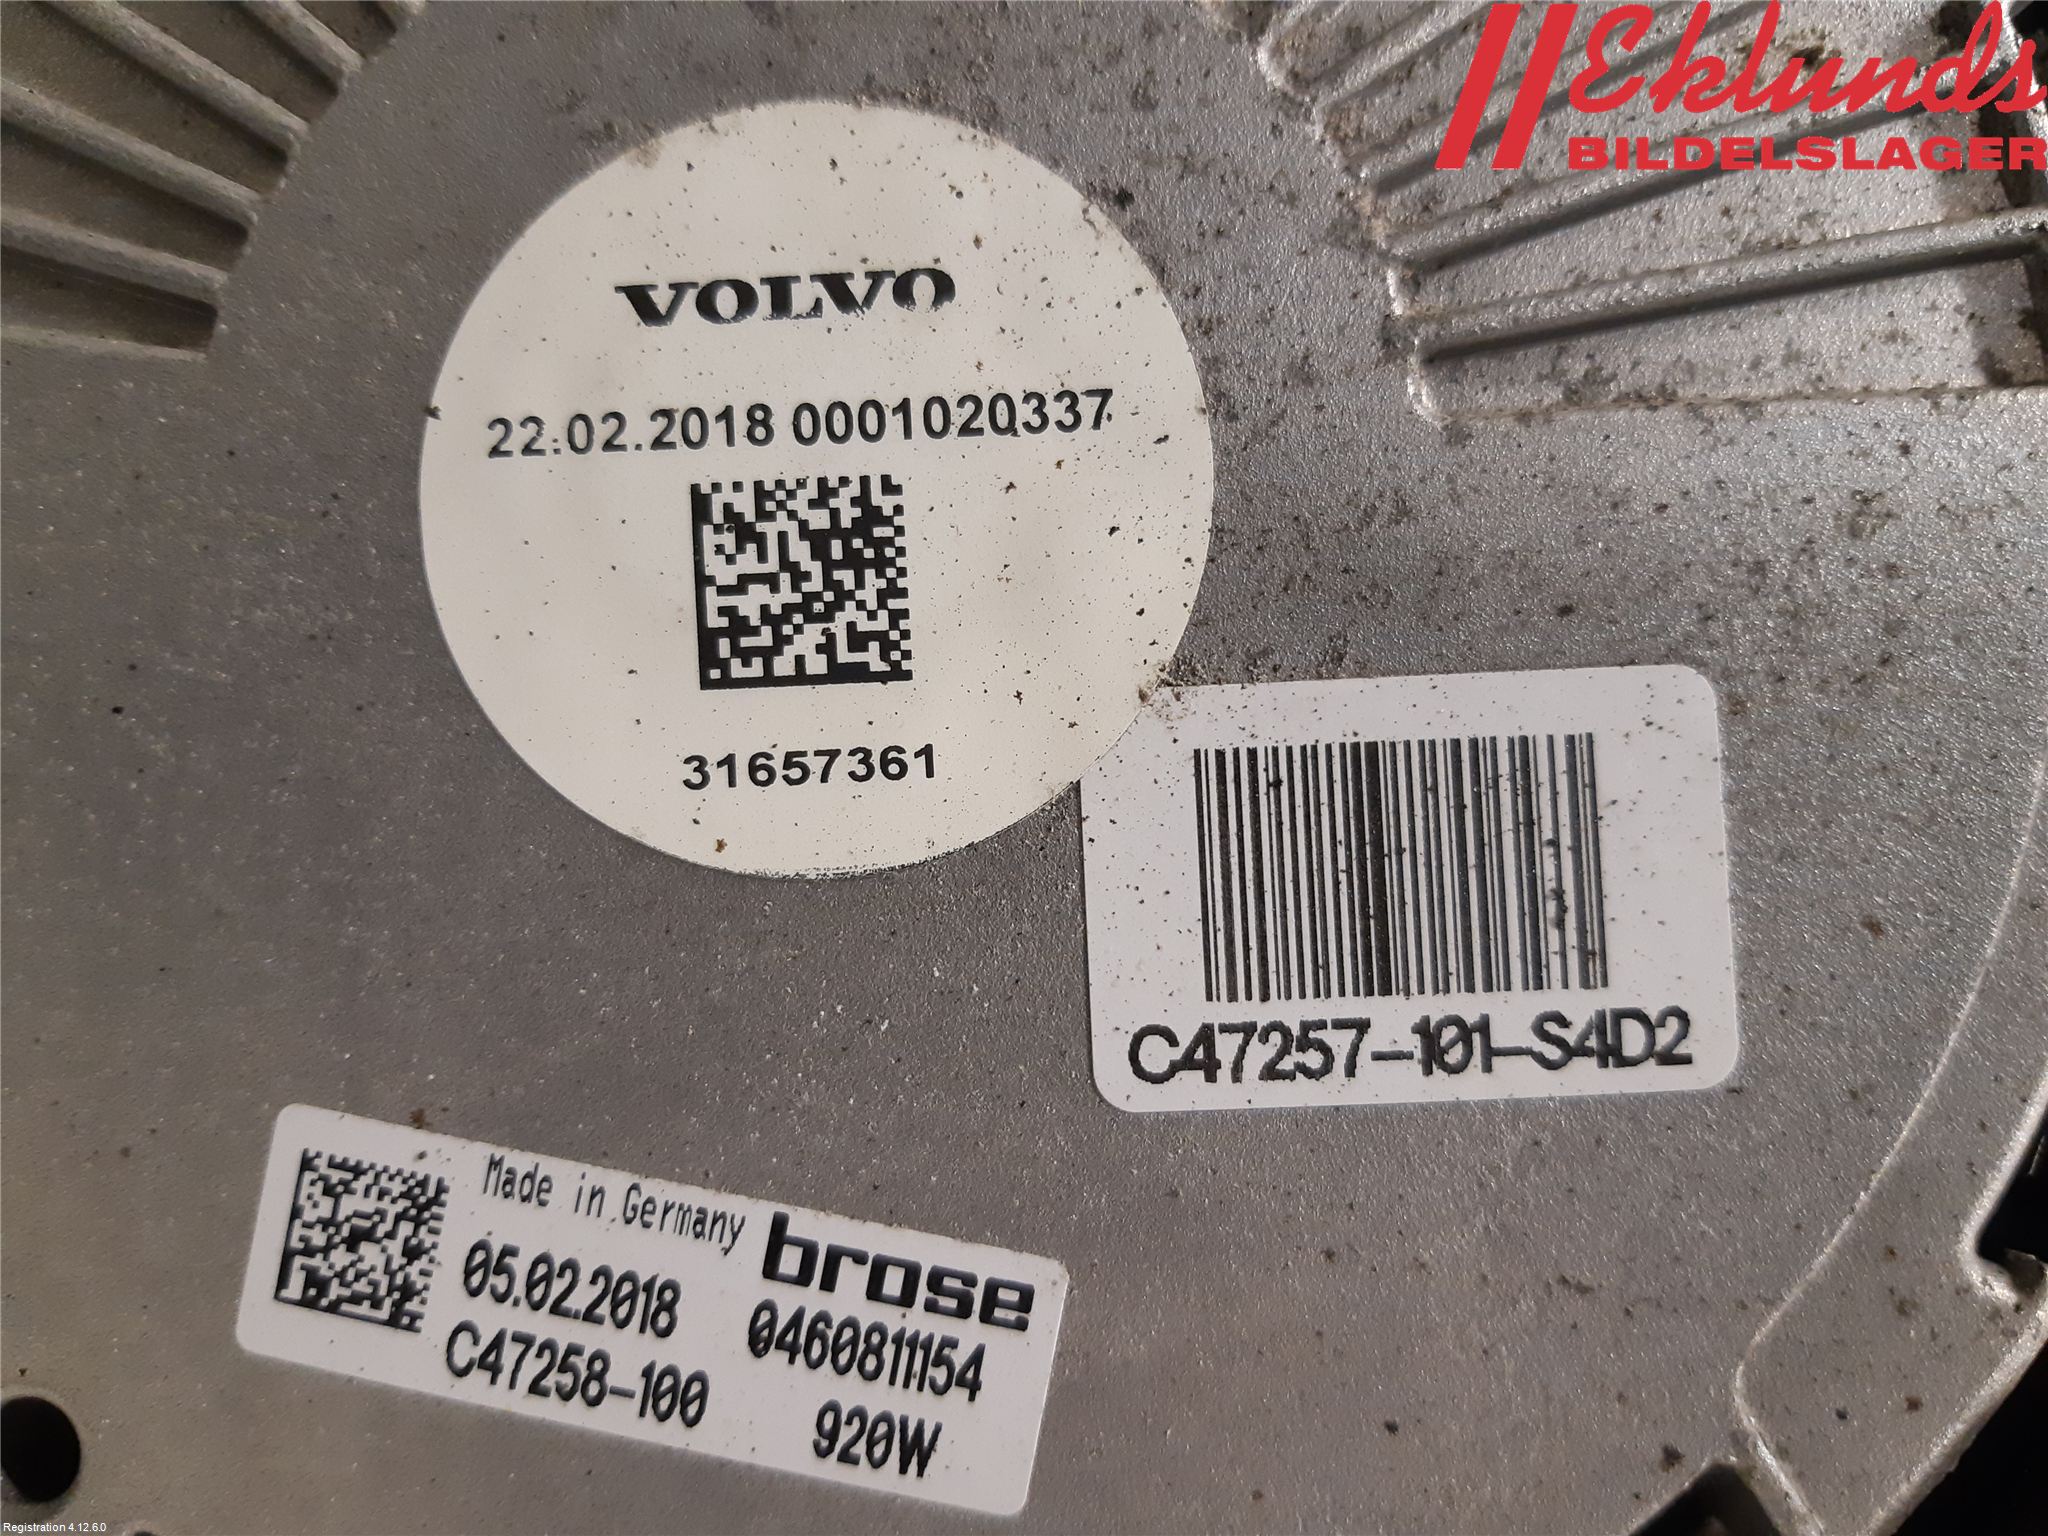 Eklunds
BILDELSLAGER
VOLVO
22.02.2018 0001020337
31657361
C47257-101-S4D2
Made in Germany brose
05.02.2018 0460811154
C47258-100 920W
Registration 4.12.6.0